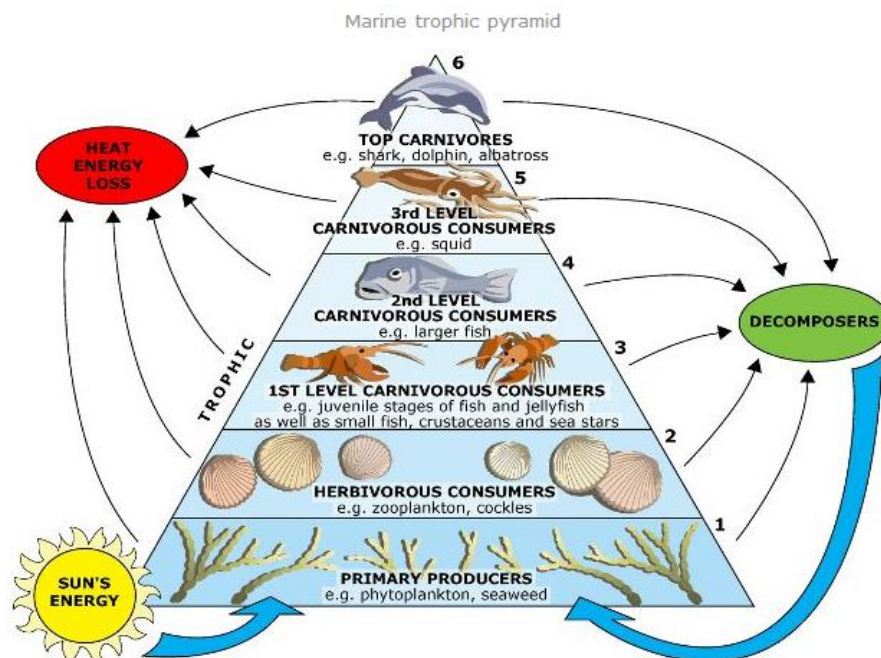 Marine trophic pyramid
6
TOP CARNIVORES
e.g. shark, dolphin, albatross
HEAT
ENERGY
LOSS
5
3rd LEVEL
CARNIVOROUS CONSUMERS
e.g. squid
4
2nd LEVEL
CARNIVOROUS CONSUMERS
e.g. larger fish
DECOMPOSERS
TROPHIC
3
1ST LEVEL CARNIVOROUS CONSUMERS
e.g. juvenile stages of fish and jellyfish
as well as small fish, crustaceans and sea stars
2
HERBIVOROUS CONSUMERS
e.g. zooplankton, cockles
1
PRIMARY PRODUCERS
e.g. phytoplankton, seaweed
SUN'S
ENERGY